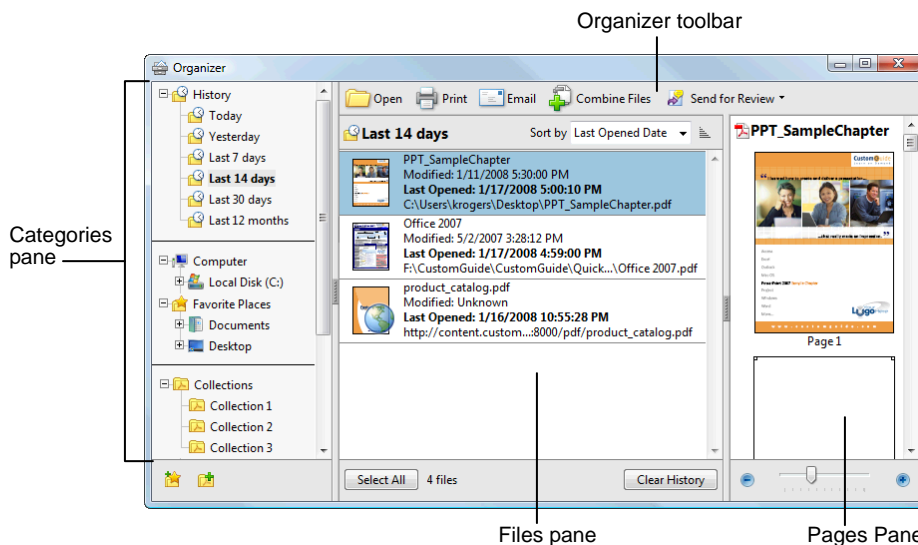 Organizer toolbar
Organizer
Categories
pane
History
Today
Yesterday
Last 7 days
Last 14 days
Last 30 days
Last 12 months
Computer
Local Disk (C:)
Favorite Places
Documents
Desktop
Collections
Collection 1
Collection 2
Collection 3
Open Print Email Combine Files Send for Review
Last 14 days Sort by Last Opened Date
PPT_SampleChapter
Modified: 1/11/2008 5:30:00 PM
Last Opened: 1/17/2008 5:00:10 PM
C:\Users\krogers\Desktop\PPT_SampleChapter.pdf
Office 2007
Modified: 5/2/2007 3:28:12 PM
Last Opened: 1/17/2008 4:59:00 PM
F:\CustomGuide\CustomGuide\Quick...\Office 2007.pdf
product_catalog.pdf
Modified: Unknown
Last Opened: 1/16/2008 10:55:28 PM
http://content.custom...:8000/pdf/product_catalog.pdf
Select All 4 files Clear History
PPT_SampleChapter
CustomGuide
Logo
www.customguide.com
Page 1
Files pane
Pages Pane